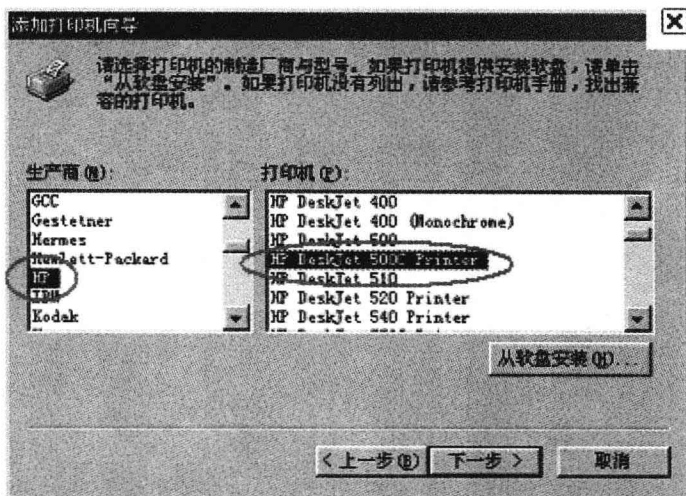 添加打印机向导
请选择打印机的制造厂商与型号。如果打印机提供安装软盘，请单击
“从软盘安装”。如果打印机没有列出，请参考打印机手册，找出兼
容的打印机。
生产商(M):
打印机(P):
GCC
Gestetner
Hermes
Hewlett-Packard
HP
IBM
Kodak
HP DeskJet 400
HP DeskJet 400 (Monochrome)
HP DeskJet 500
HP DeskJet 500C Printer
HP DeskJet 510
HP DeskJet 520 Printer
HP DeskJet 540 Printer
从软盘安装(H)...
< 上一步(B)
下一步 >
取消